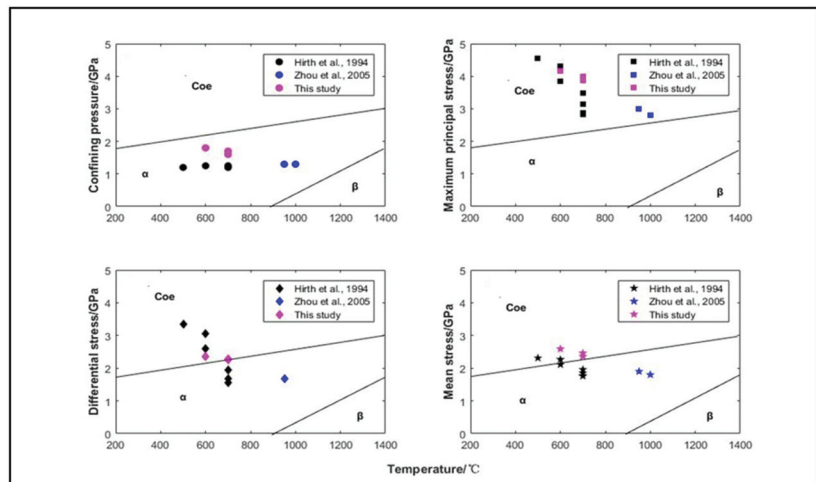 Confining pressure/GPa
5
4
3
2
1
0
Coe
α
β
Hirth et al., 1994
Zhou et al., 2005
This study
200 400 600 800 1000 1200 1400
Maximum principal stress/GPa
5
4
3
2
1
0
Coe
α
β
Hirth et al., 1994
Zhou et al., 2005
This study
200 400 600 800 1000 1200 1400
Differential stress/GPa
5
4
3
2
1
0
Coe
α
β
Hirth et al., 1994
Zhou et al., 2005
This study
200 400 600 800 1000 1200 1400
Mean stress/GPa
5
4
3
2
1
0
Coe
α
β
Hirth et al., 1994
Zhou et al., 2005
This study
200 400 600 800 1000 1200 1400
Temperature/℃